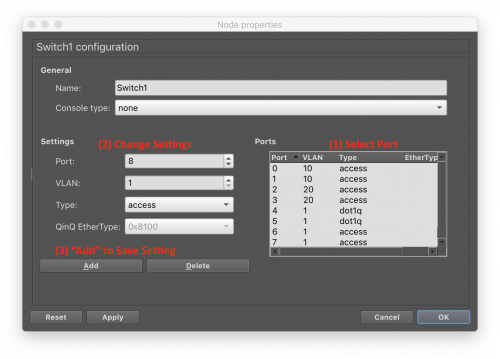 Node properties
Switch1 configuration
General
Name: Switch1
Console type: none
Settings
(2) Change Settings
Port: 8
VLAN: 1
Type: access
QinQ EtherType: 0x8100
(3] "Add" to Save Setting
Add Delete
Ports
(1) Select Port
Port VLAN Type EtherTyp
0 10 access
1 10 access
2 20 access
3 20 access
4 1 dot1q
5 1 dot1q
6 1 access
7 1 access
Reset Apply Cancel OK